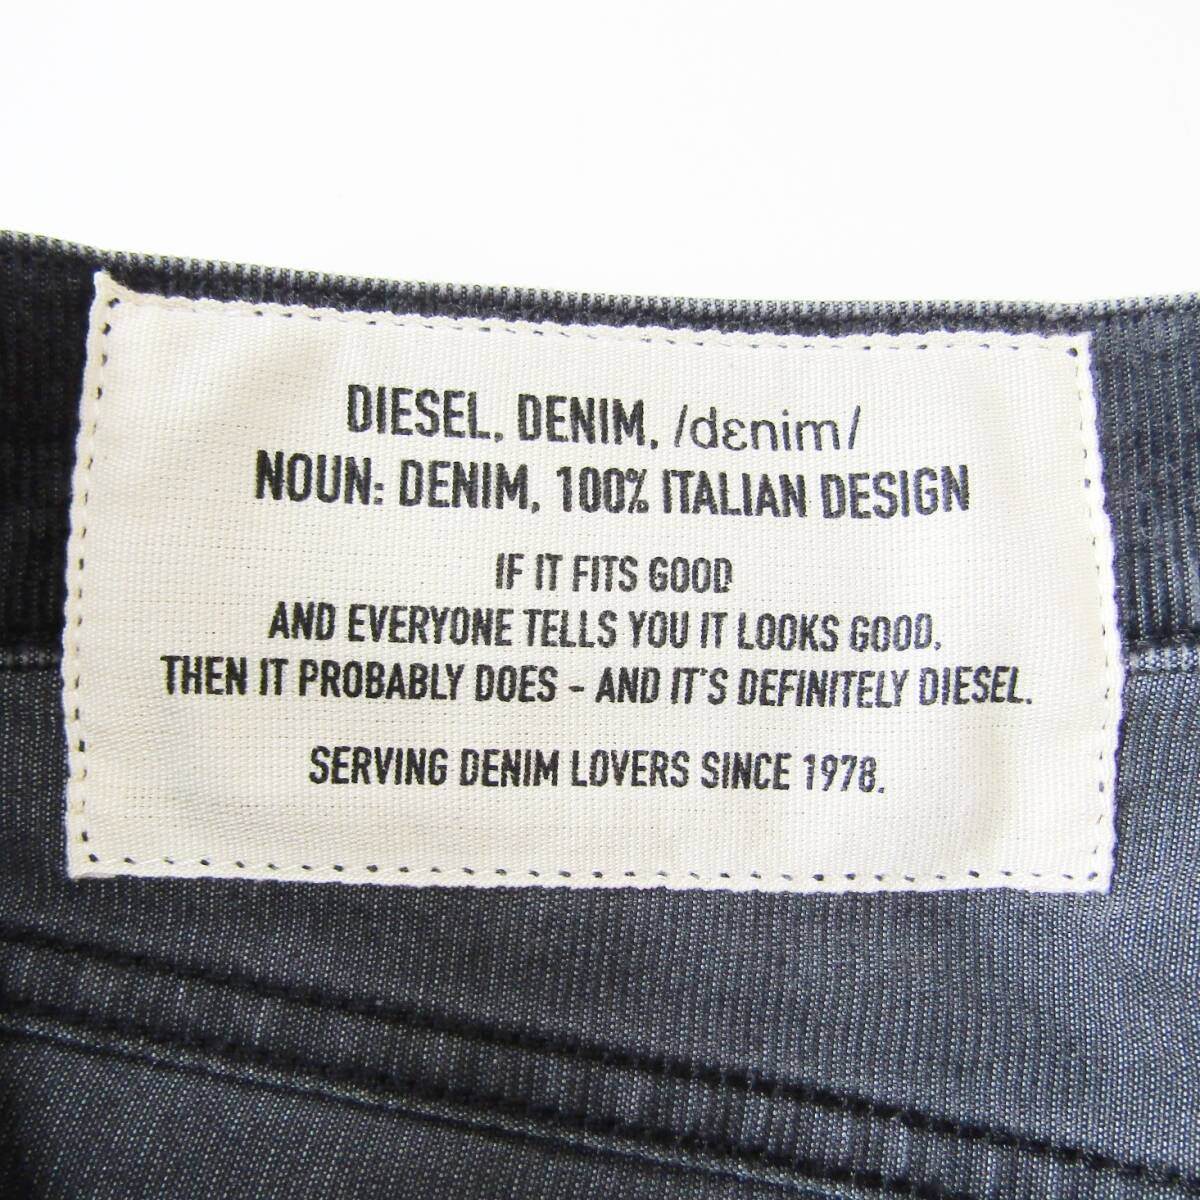 DIESEL, DENIM, /dɛnim/
NOUN: DENIM, 100% ITALIAN DESIGN
IF IT FITS GOOD
AND EVERYONE TELLS YOU IT LOOKS GOOD,
THEN IT PROBABLY DOES - AND IT'S DEFINITELY DIESEL.
SERVING DENIM LOVERS SINCE 1978.